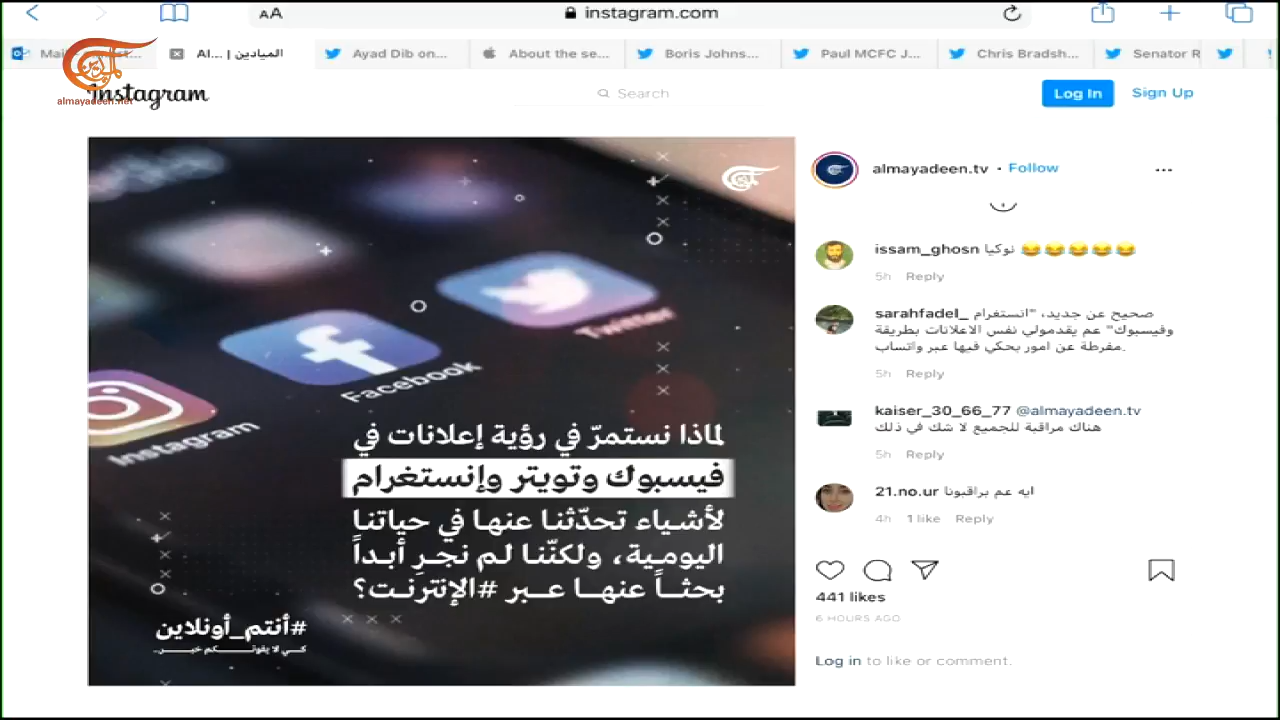 instagram.com
AA
Ayad Dib on...
About the se...
Boris Johns...
Paul MCFC J...
Chris Bradsh...
Senator R
Al... | الميادين
almayadeen.net
Instagram
Search
Log In
Sign Up
Instagram
Facebook
Twitter
لماذا نستمرّ في رؤية إعلانات في
فيسبوك وتويتر وإنستغرام
لأشياء تحدّثنا عنها في حياتنا
اليومية، ولكنّنا لم نجرِ أبداً
بحثاً عنها عبر #الإنترنت؟
#أنتم_أونلاين
كي لا يفوتكم خبر..
almayadeen.tv • Follow
issam_ghosn نوكيا 😂😂😂😂😂
5h Reply
sarahfadel_ صحيح عن جديد، "انستغرام
وفيسبوك" عم يقدمولي نفس الاعلانات بطريقة
مفرطة عن امور بحكي فيها عبر واتساب.
5h Reply
kaiser_30_66_77 @almayadeen.tv
هناك مراقبة للجميع لا شك في ذلك
5h Reply
21.no.ur ايه عم براقبونا
4h 1 like Reply
441 likes
6 HOURS AGO
Log in to like or comment.